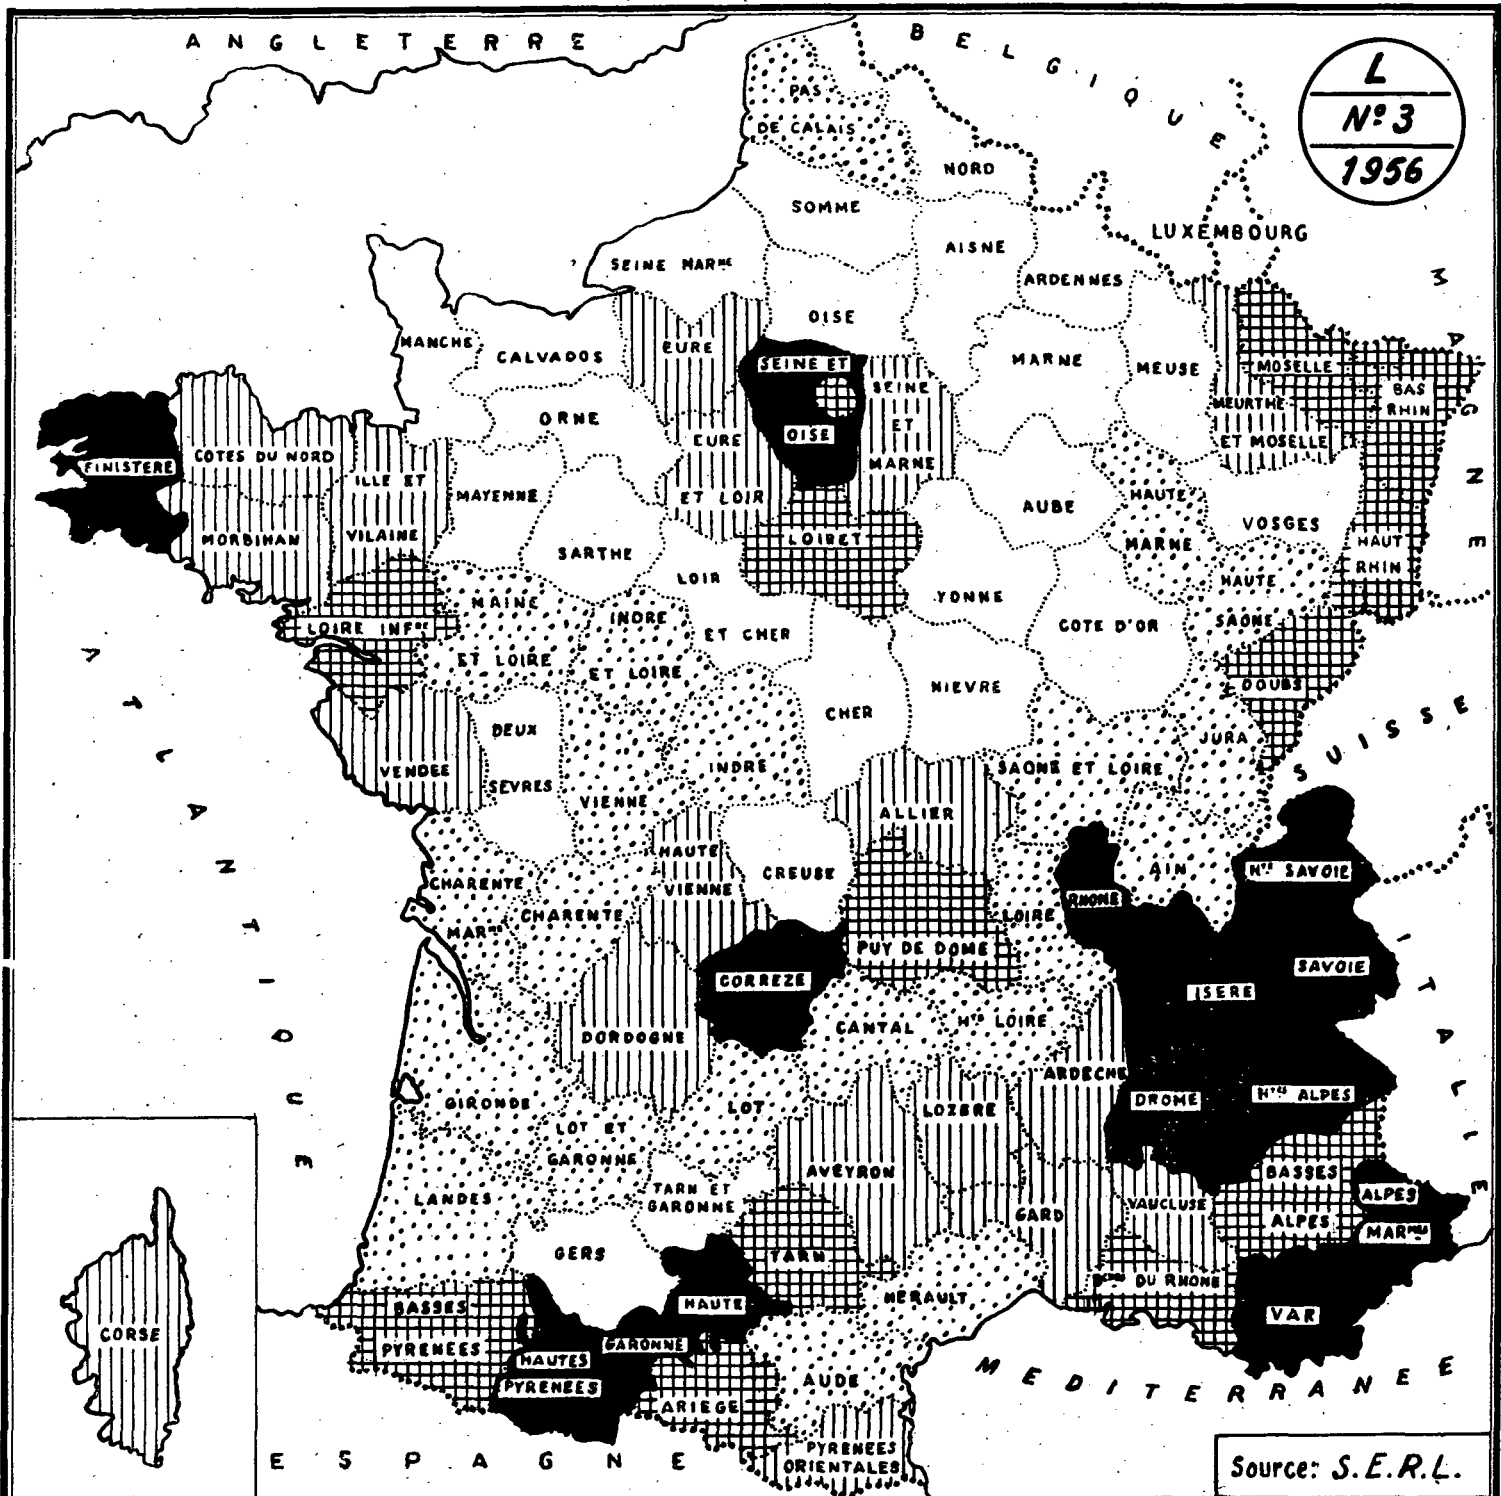 ANGLETERRE
BELGIQUE
L
Nº 3
1956
PAS
DE CALAIS
NORD
SOMME
AISNE
LUXEMBOURG
SEINE MARME
ARDENNES
OISE
MANCHE
CALVADOS
EURE
MARNE
MEUSE
MOSELLE
SEINE ET
OISE
SEINE
ET
MARNE
BAS
RHIN
MEURTHE
ET MOSELLE
ORNE
EURE
ET LOIR
FINISTERE
COTES DU NORD
ILLE ET
VILAINE
MAYENNE
HAUTE
MARNE
AUBE
VOSGES
MORBIHAN
SARTHE
LOIRET
HAUT
RHIN
LOIR
ET CHER
YONNE
HAUTE
SAONE
MAINE
ET LOIRE
INDRE
ET LOIRE
COTE D'OR
LOIRE INFRE
DOUBS
NIEVRE
CHER
DEUX
SEVRES
JURA
SUISSE
VENDEE
INDRE
SAONE ET LOIRE
VIENNE
ALLIER
HAUTE
VIENNE
CREUSE
AIN
HTE SAVOIE
CHARENTE
MARME
CHARENTE
RHONE
LOIRE
PUY DE DOME
SAVOIE
CORREZE
ISERE
CANTAL
HTE LOIRE
DORDOGNE
ARDECHE
DROME
HTES ALPES
GIRONDE
LOT
LOZERE
LOT ET
GARONNE
AVEYRON
BASSES
ALPES
LANDES
TARN ET
GARONNE
GARD
VAUCLUSE
ALPES
MARMES
GERS
TARN
BCHES DU RHONE
HERAULT
BASSES
PYRENEES
HAUTE
GARONNE
VAR
CORSE
HAUTES
PYRENEES
AUDE
ARIEGE
PYRENEES
ORIENTALES
ATLANTIQUE
MAGNE
ITALIE
MEDITERRANEE
ESPAGNE
Source: S.E.R.L.